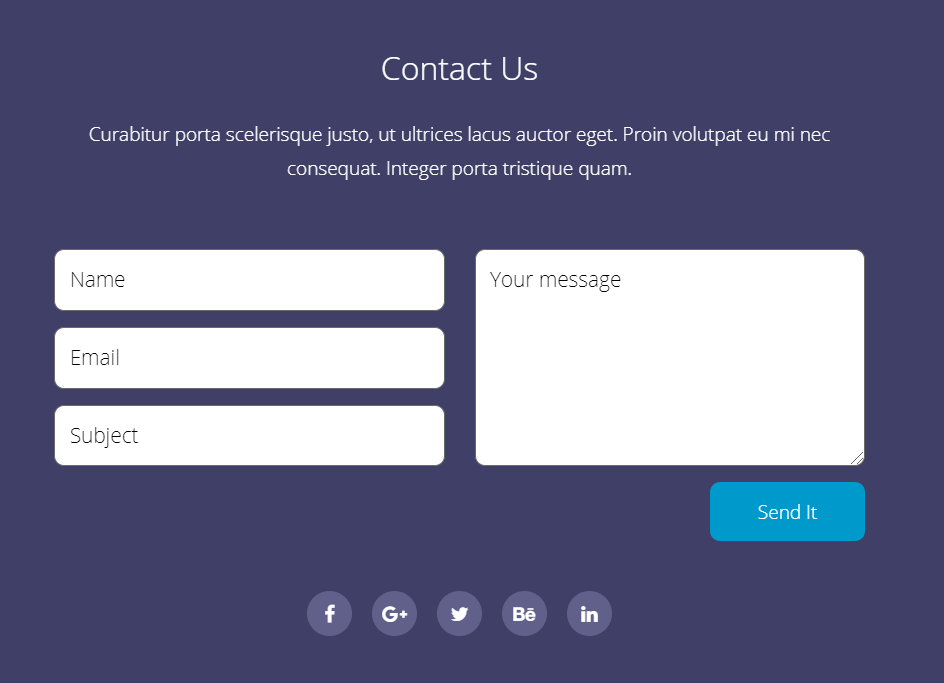 Contact Us
Curabitur porta scelerisque justo, ut ultrices lacus auctor eget. Proin volutpat eu mi nec
consequat. Integer porta tristique quam.
Name
Your message
Email
Subject
Send It
f G+ Bē in